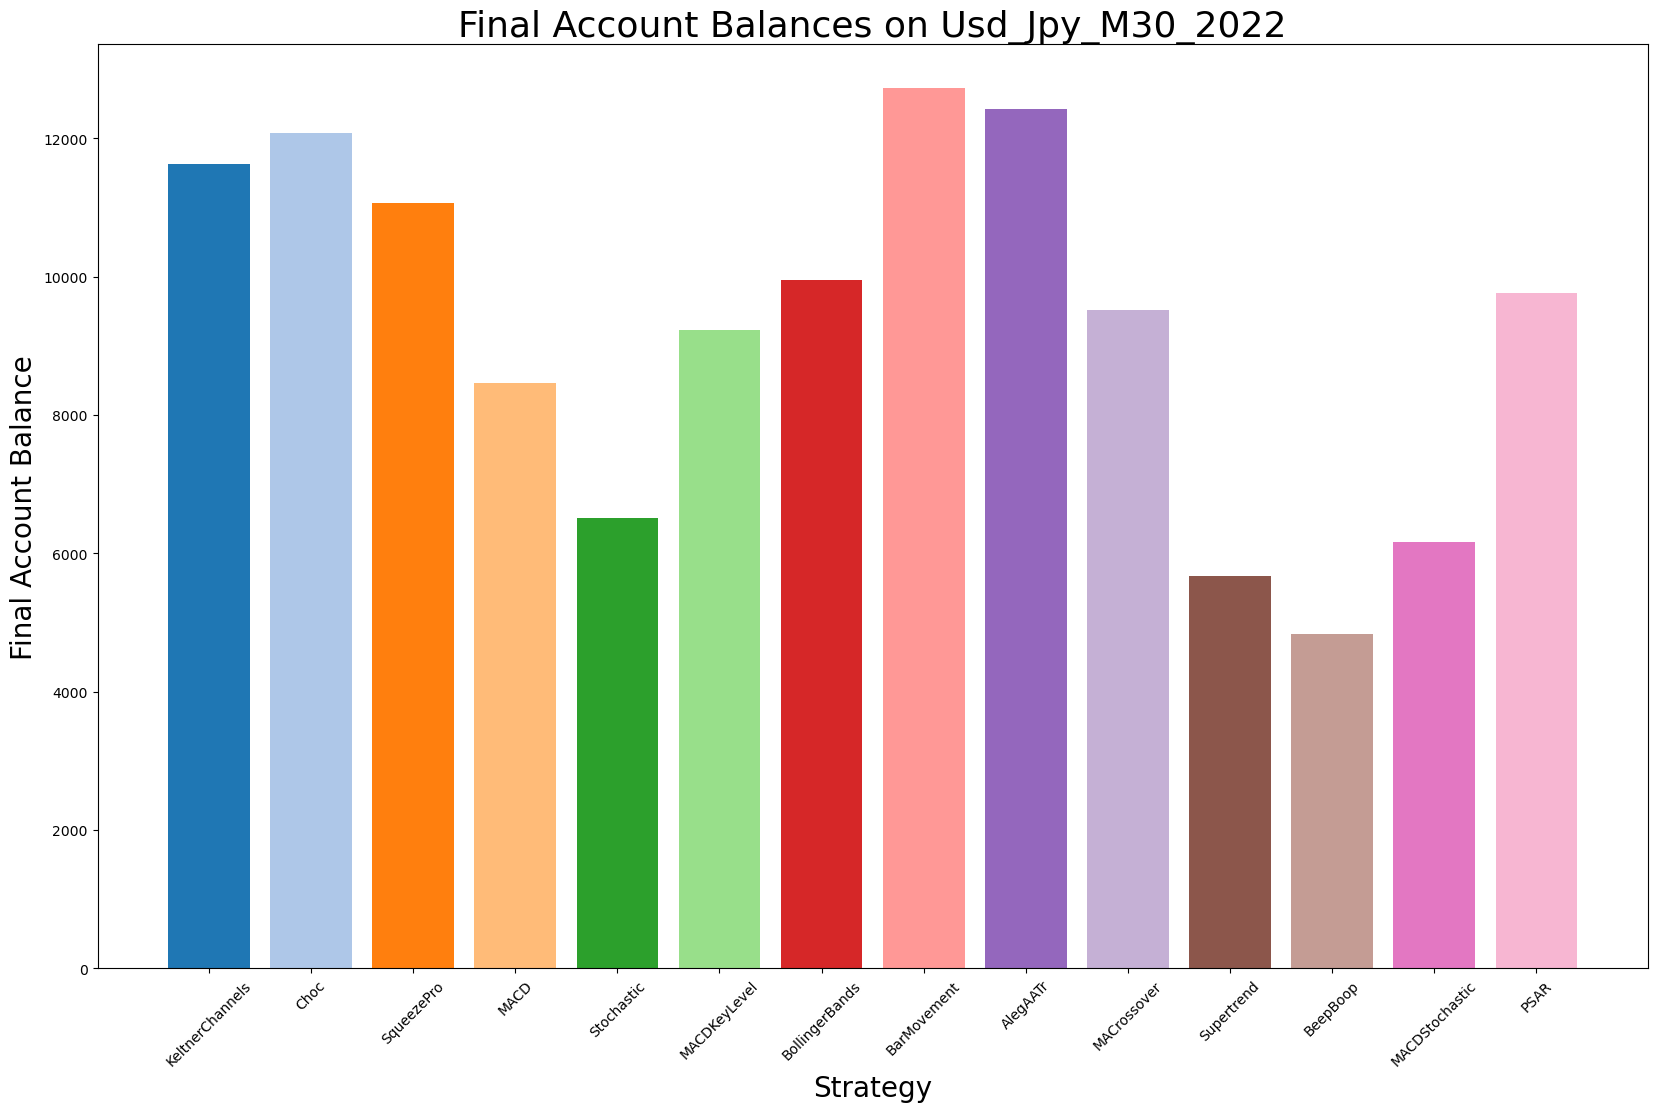 Final Account Balances on Usd_Jpy_M30_2022
Final Account Balance
12000
10000
8000
6000
4000
2000
0
KeltnerChannels
Choc
SqueezePro
MACD
Stochastic
MACDKeyLevel
BollingerBands
BarMovement
AlegAATr
MACrossover
Supertrend
BeepBoop
MACDStochastic
PSAR
Strategy